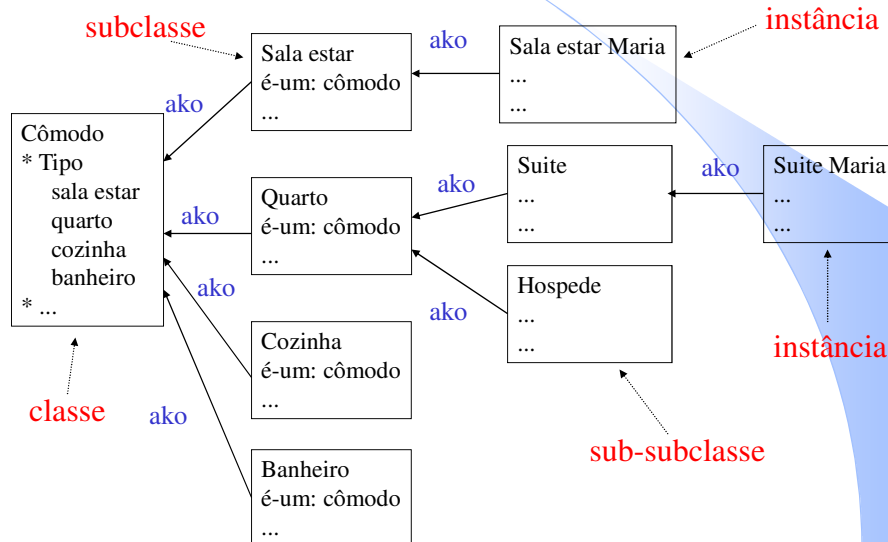 subclasse
instância
Sala estar
é-um: cômodo
...
ako
Sala estar Maria
...
...
ako
Cômodo
* Tipo
sala estar
quarto
cozinha
banheiro
* ...
ako
Quarto
é-um: cômodo
...
ako
Suite
...
...
ako
Suite Maria
...
...
ako
Hospede
...
...
ako
Cozinha
é-um: cômodo
...
instância
classe
ako
sub-subclasse
Banheiro
é-um: cômodo
...